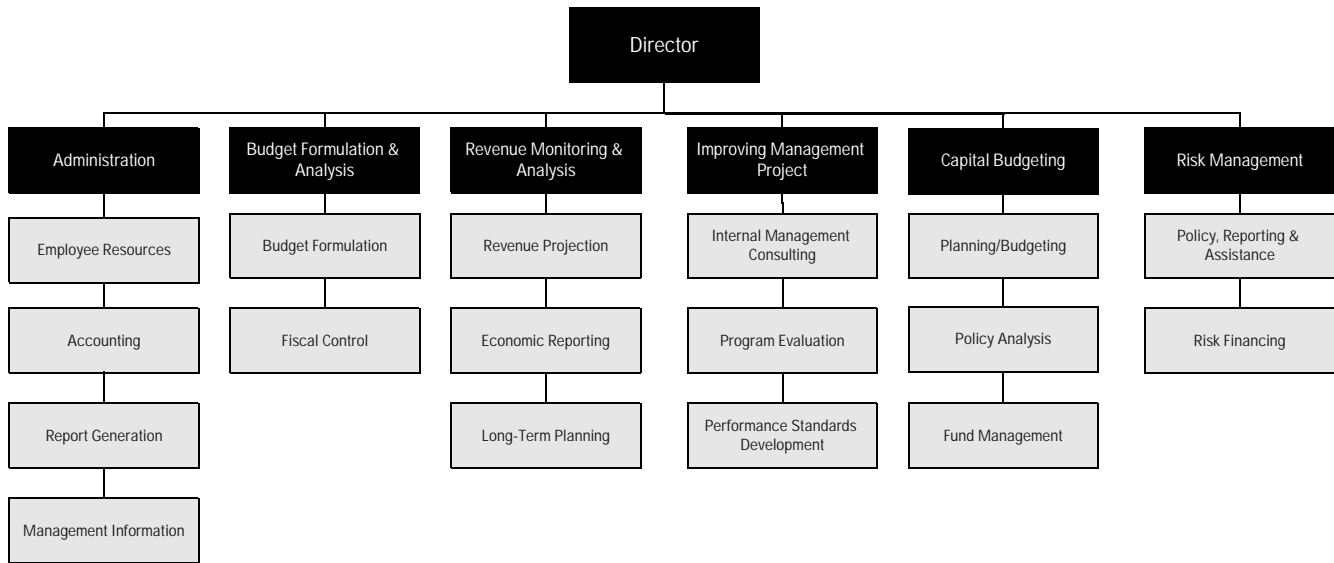 Director
Administration
Budget Formulation &
Analysis
Revenue Monitoring &
Analysis
Improving Management
Project
Capital Budgeting
Risk Management
Employee Resources
Budget Formulation
Revenue Projection
Internal Management
Consulting
Planning/Budgeting
Policy, Reporting &
Assistance
Accounting
Fiscal Control
Economic Reporting
Program Evaluation
Policy Analysis
Risk Financing
Report Generation
Long-Term Planning
Performance Standards
Development
Fund Management
Management Information